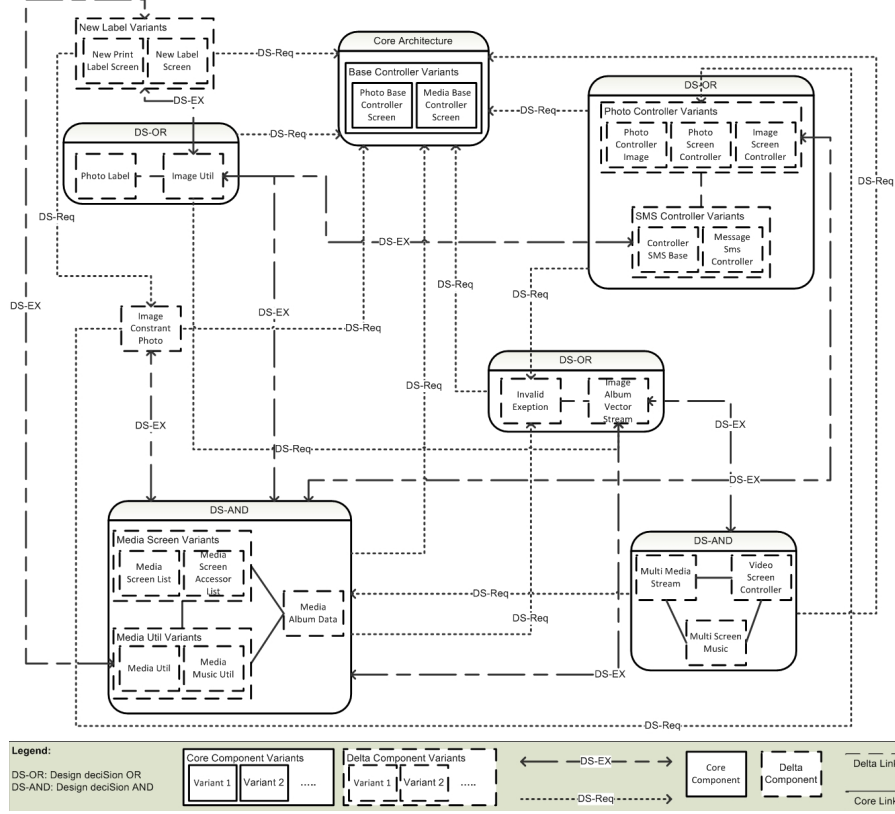 New Label Variants
New Print
Label Screen
New Label
Screen
DS-Req
Core Architecture
Base Controller Variants
Photo Base
Controller
Screen
Media Base
Controller
Screen
DS-OR
Photo Controller Variants
Photo
Controller
Image
Photo
Screen
Controller
Image
Screen
Controller
SMS Controller Variants
Controller
SMS Base
Message
Sms
Controller
DS-Req
DS-Req
DS-EX
DS-OR
Photo Label
Image Util
DS-Req
DS-Req
DS-EX
DS-EX
DS-EX
Image
Constrant
Photo
DS-Req
DS-Req
DS-Req
DS-Req
DS-OR
Invalid
Exeption
Image
Album
Vector
Stream
DS-EX
DS-EX
DS-Req
DS-EX
DS-AND
Media Screen Variants
Media
Screen List
Media
Screen
Accessor
List
Media Util Variants
Media Util
Media
Music Util
Media
Album Data
DS-Req
DS-Req
DS-EX
DS-AND
Multi Media
Stream
Video
Screen
Controller
Multi Screen
Music
DS-Req
Legend:
DS-OR: Design deciSion OR
DS-AND: Design deciSion AND
Core Component Variants
Variant 1
Variant 2
.....
Delta Component Variants
Variant 1
Variant 2
.....
DS-EX
DS-Req
Core
Component
Delta
Component
Delta Link
Core Link